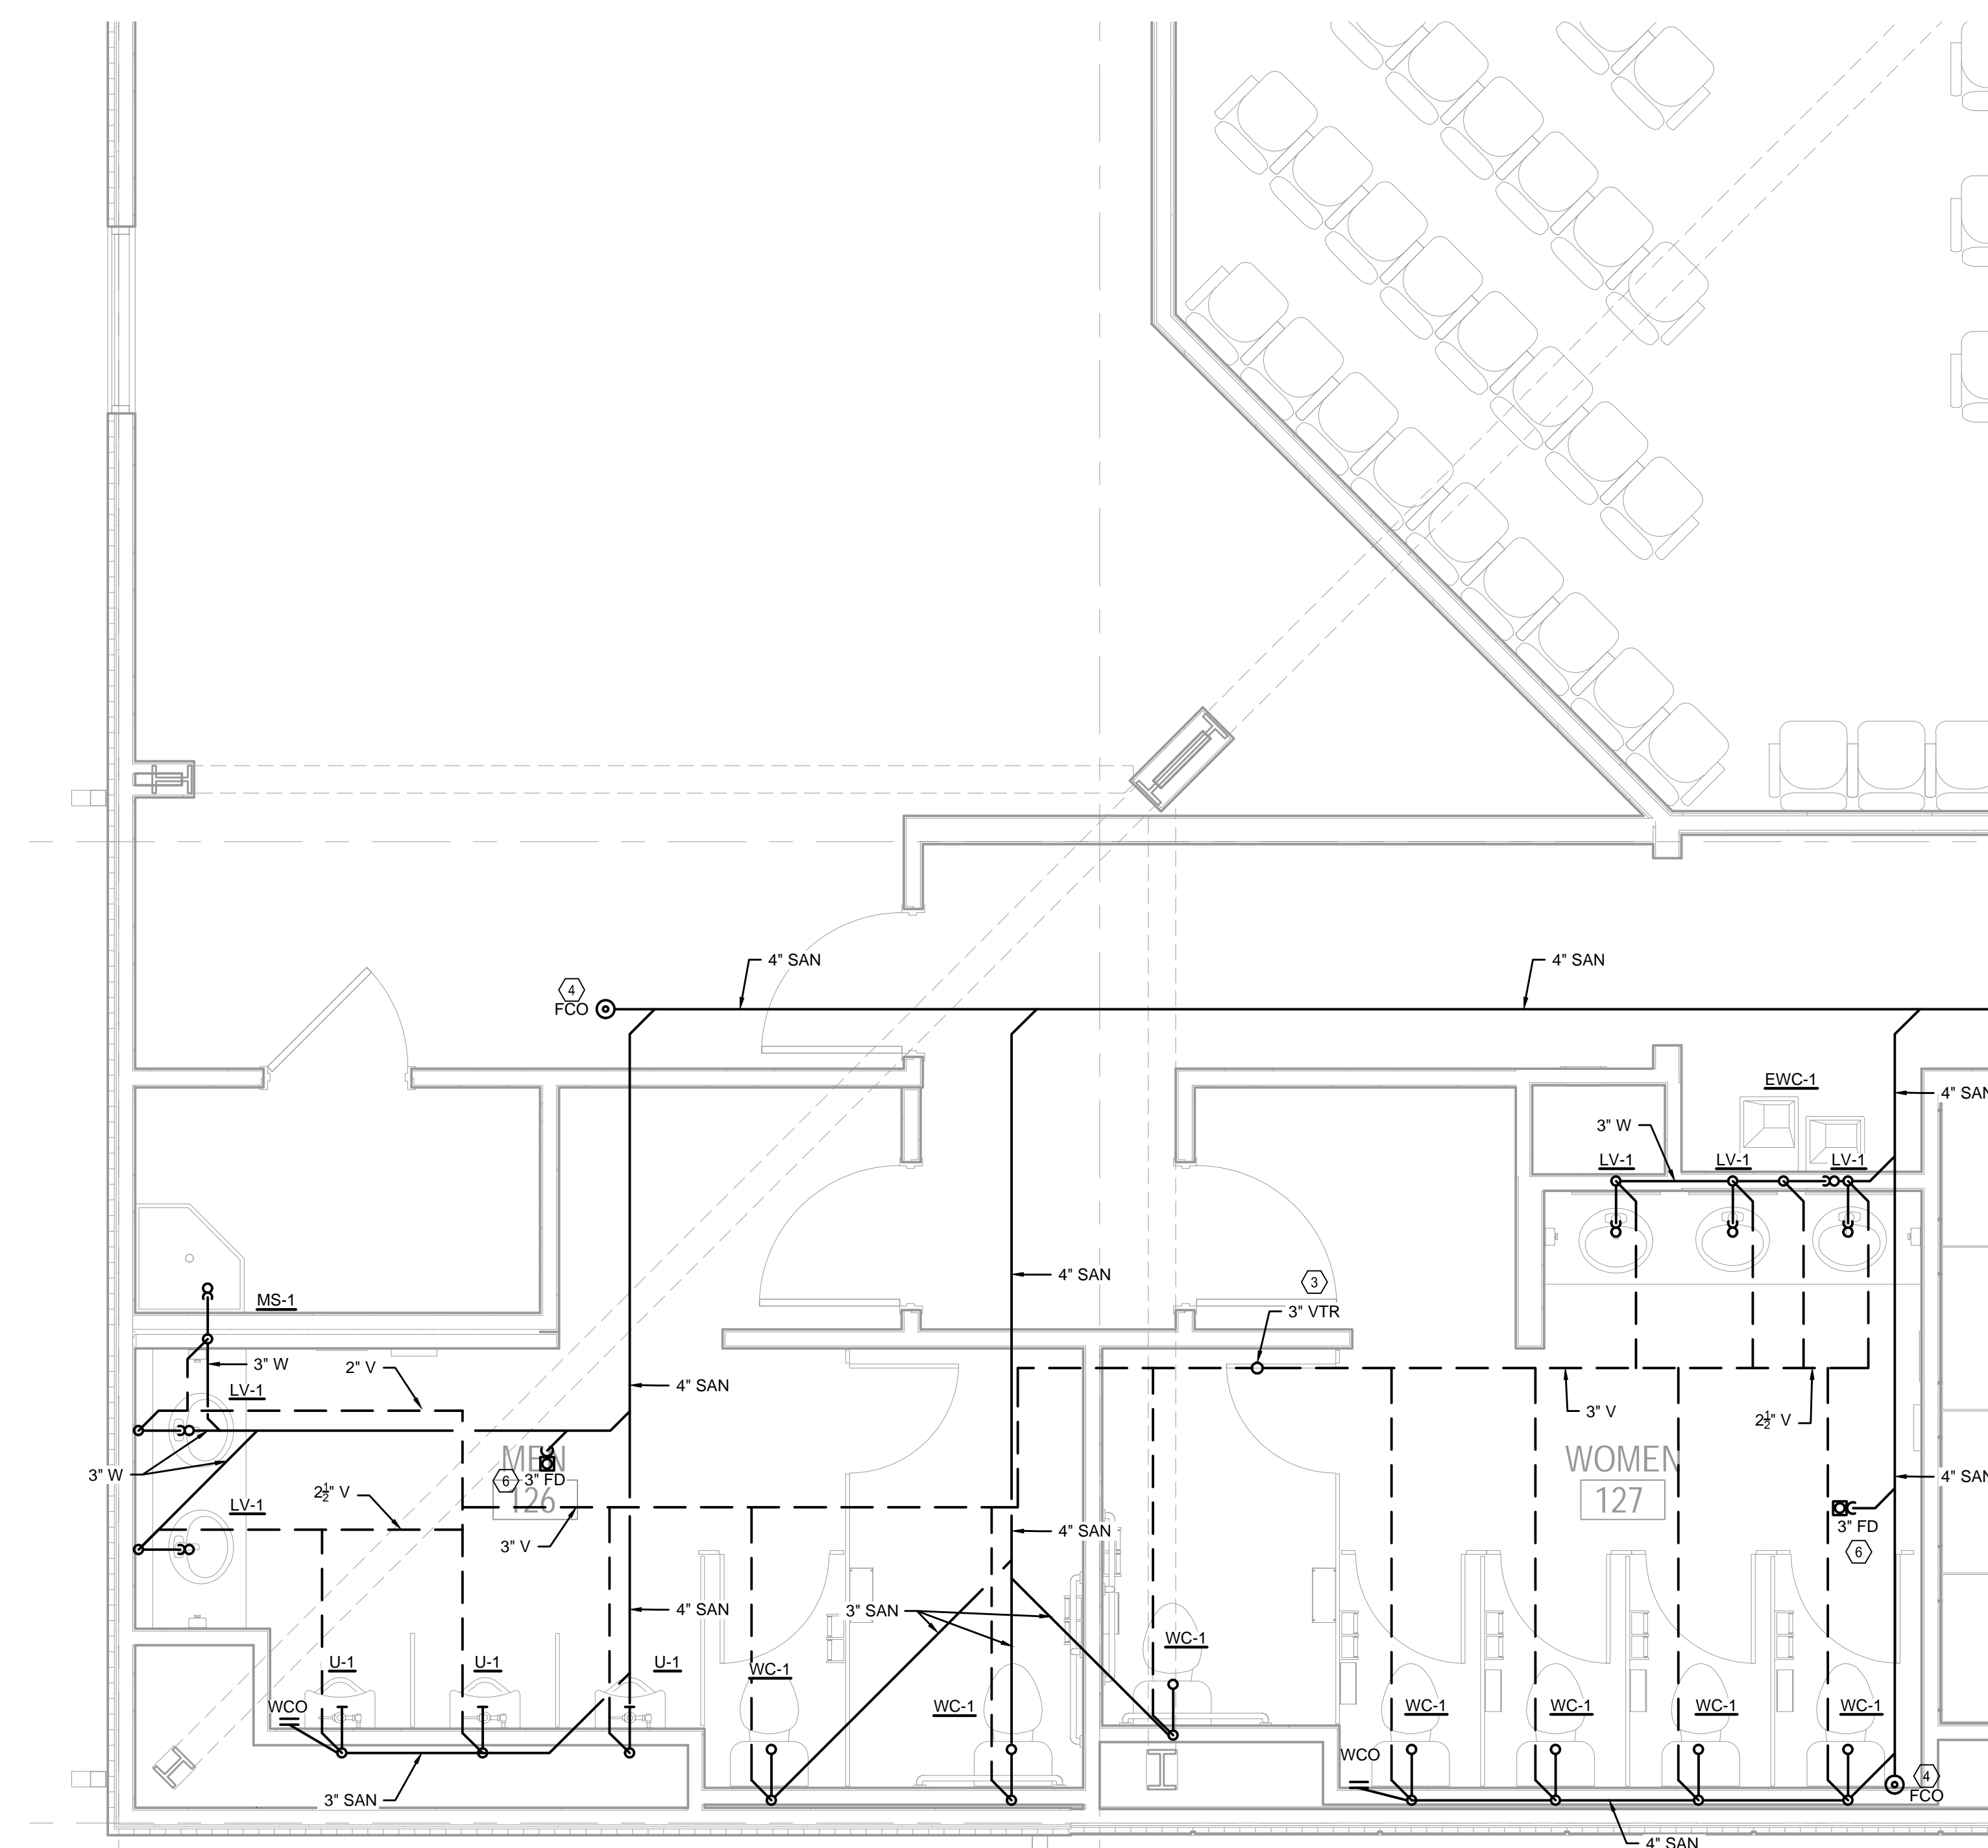 4" SAN
4" SAN
4
FCO
EWC-1
4" SAN
3" W
LV-1
LV-1
LV-1
4" SAN
3
3" VTR
MS-1
3" W
2" V
4" SAN
LV-1
3" V
2½" V
MEN
WOMEN
3" W
6
3" FD
126
127
4" SAN
2½" V
LV-1
3" V
4" SAN
3" FD
6
4" SAN
3" SAN
WC-1
U-1
U-1
U-1
WC-1
WCO
WC-1
WC-1
WC-1
WC-1
WC-1
WCO
4
FCO
3" SAN
4" SAN